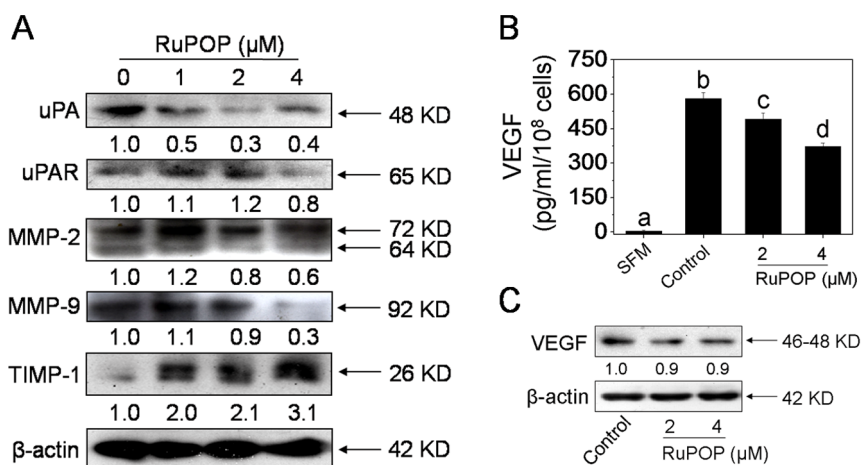 A
RuPOP (µM)
0 1 2 4
uPA 48 KD
1.0 0.5 0.3 0.4
uPAR 65 KD
1.0 1.1 1.2 0.8
MMP-2 72 KD
64 KD
1.0 1.2 0.8 0.6
MMP-9 92 KD
1.0 1.1 0.9 0.3
TIMP-1 26 KD
1.0 2.0 2.1 3.1
β-actin 42 KD
B
VEGF
(pg/ml/10⁸ cells)
750
600
450
300
150
0
a b c d
SFM Control 2 4
RuPOP (µM)
C
VEGF 46-48 KD
1.0 0.9 0.9
β-actin 42 KD
Control 2 4
RuPOP (µM)